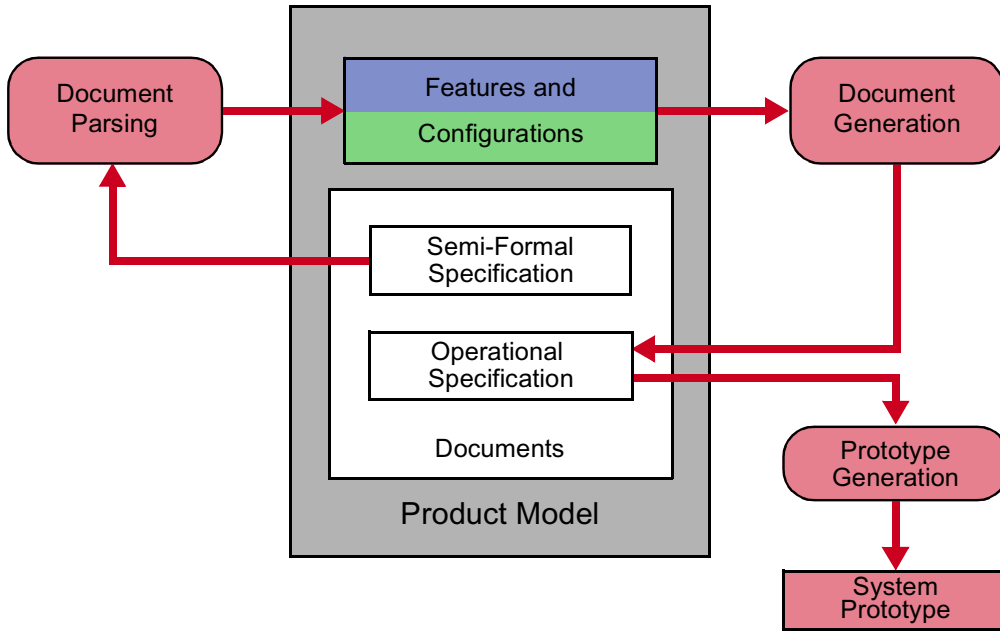 Document
Parsing
Features and
Configurations
Document
Generation
Semi-Formal
Specification
Operational
Specification
Documents
Product Model
Prototype
Generation
System
Prototype